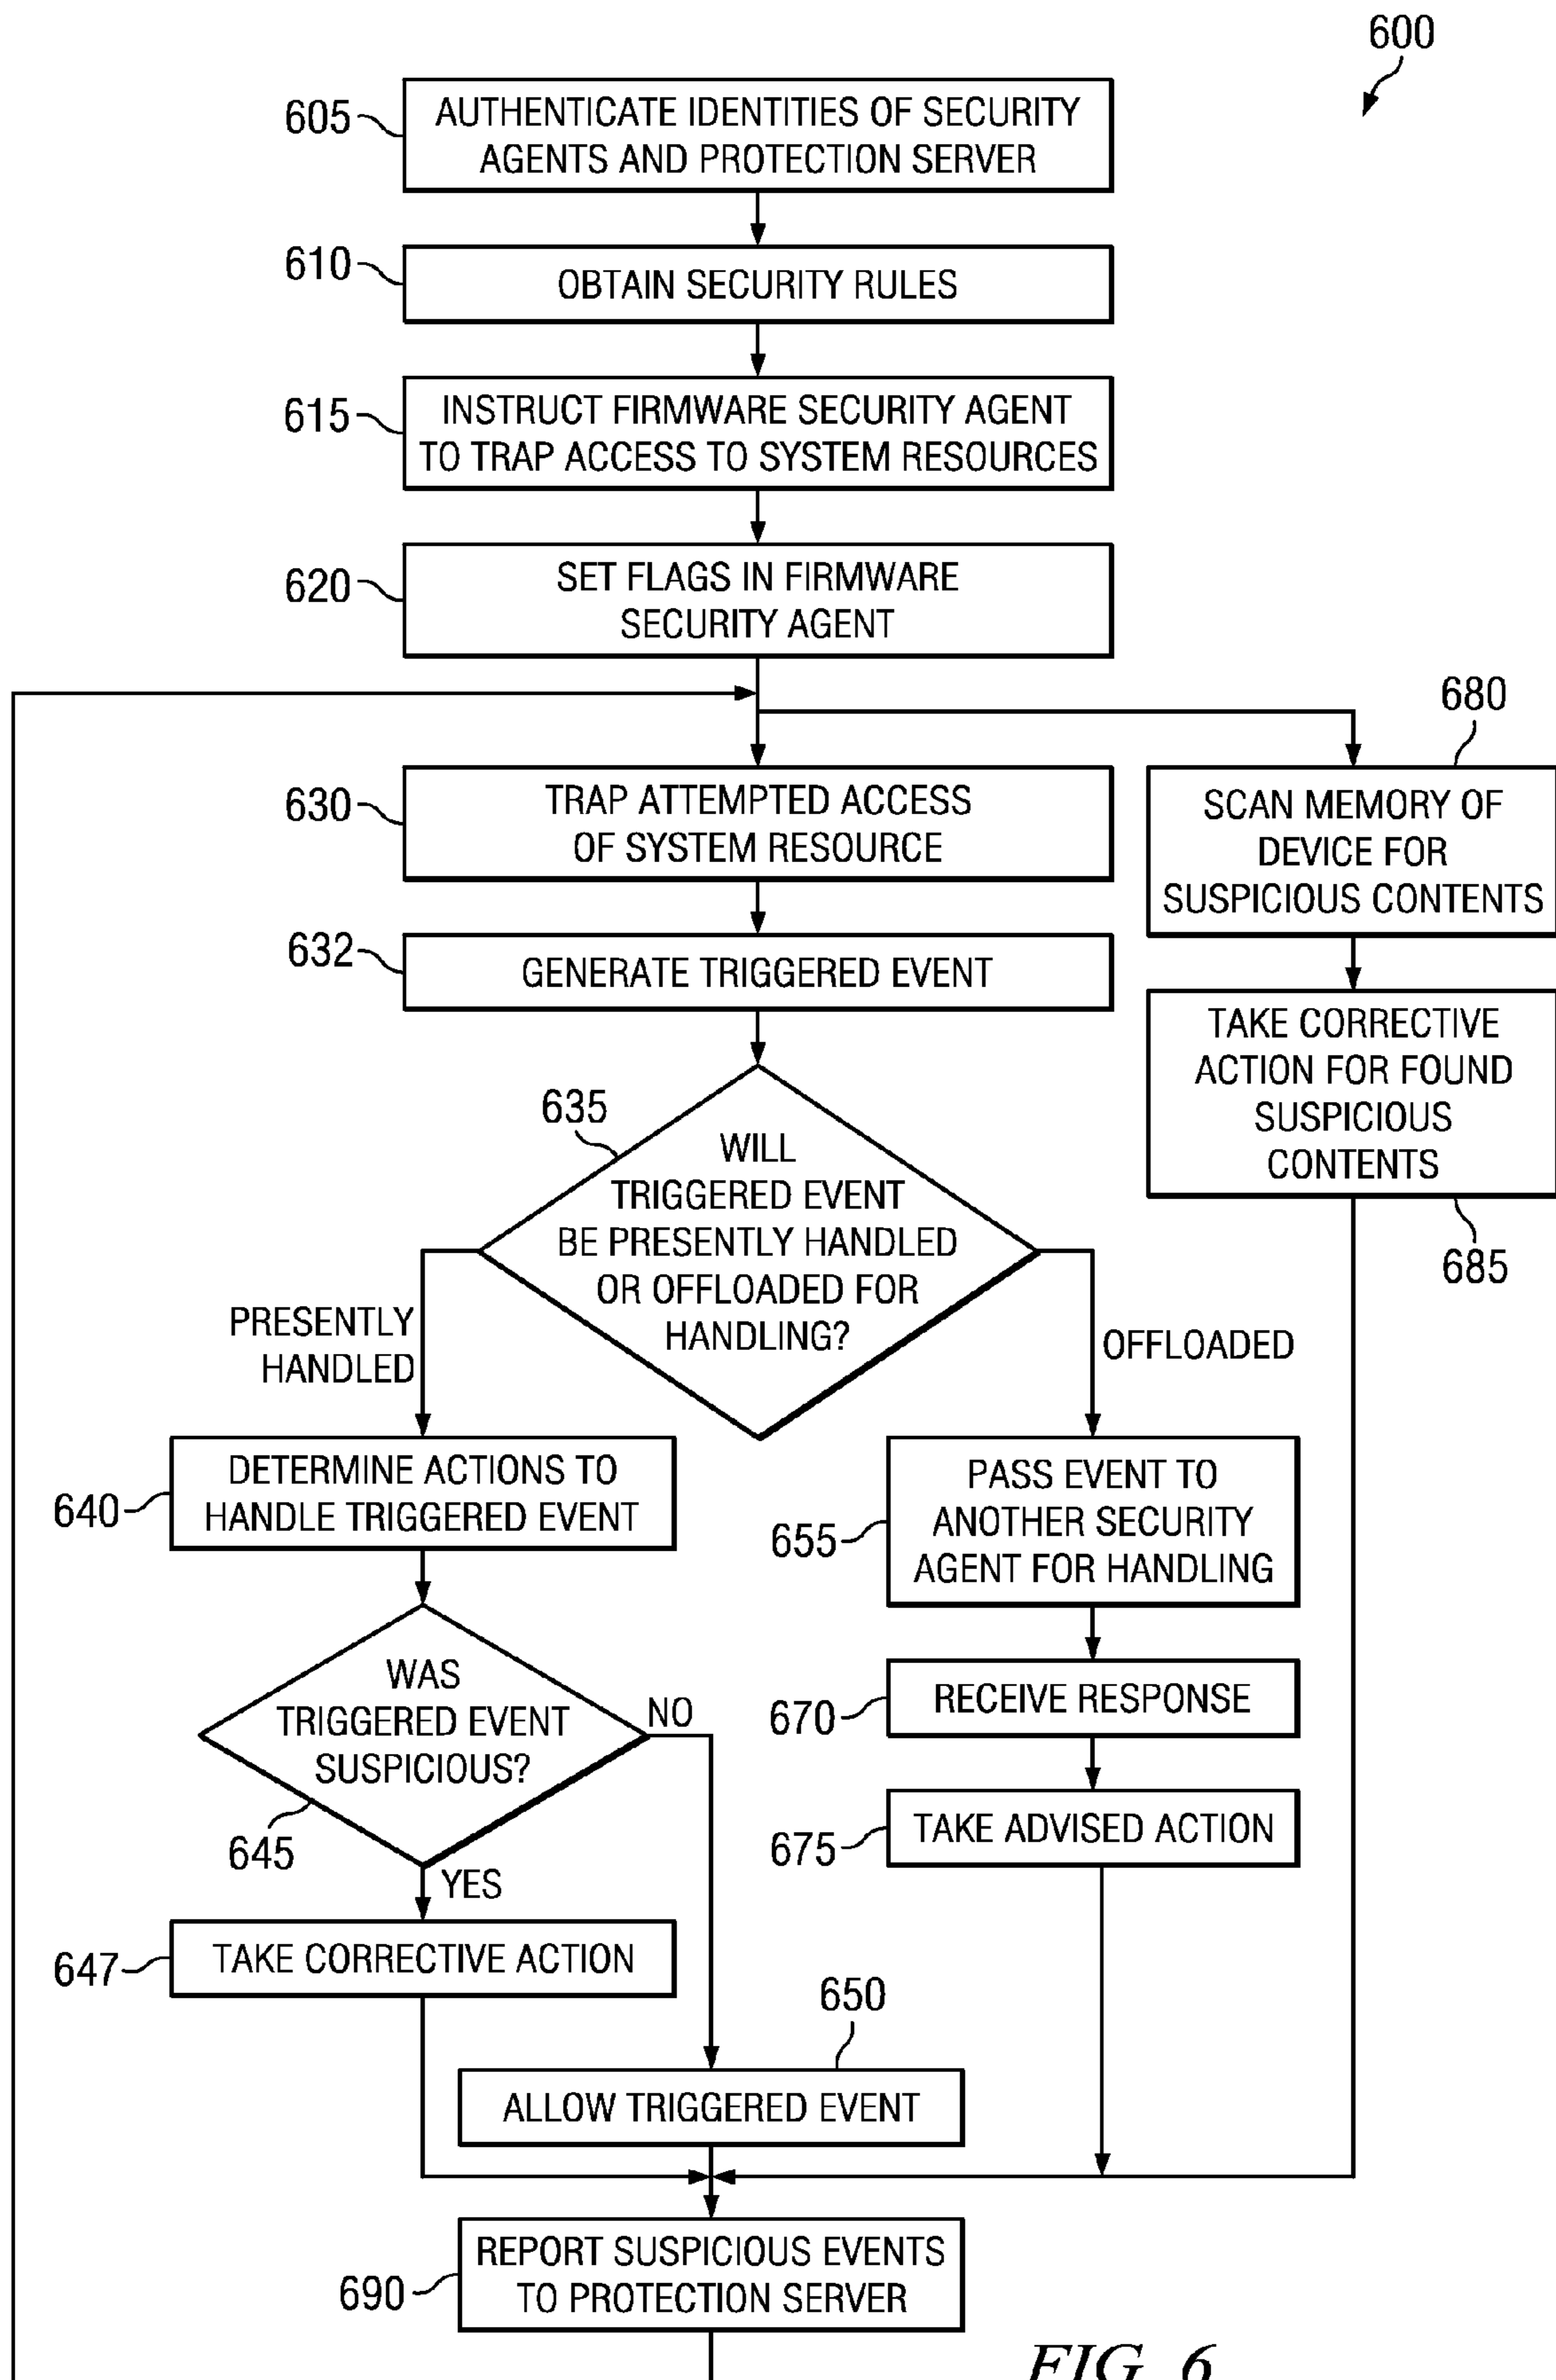 600
605
AUTHENTICATE IDENTITIES OF SECURITY
AGENTS AND PROTECTION SERVER
610
OBTAIN SECURITY RULES
615
INSTRUCT FIRMWARE SECURITY AGENT
TO TRAP ACCESS TO SYSTEM RESOURCES
620
SET FLAGS IN FIRMWARE
SECURITY AGENT
680
630
TRAP ATTEMPTED ACCESS
OF SYSTEM RESOURCE
SCAN MEMORY OF
DEVICE FOR
SUSPICIOUS CONTENTS
632
GENERATE TRIGGERED EVENT
TAKE CORRECTIVE
ACTION FOR FOUND
SUSPICIOUS
CONTENTS
685
635
WILL
TRIGGERED EVENT
BE PRESENTLY HANDLED
OR OFFLOADED FOR
HANDLING?
PRESENTLY
HANDLED
OFFLOADED
640
DETERMINE ACTIONS TO
HANDLE TRIGGERED EVENT
655
PASS EVENT TO
ANOTHER SECURITY
AGENT FOR HANDLING
WAS
TRIGGERED EVENT
SUSPICIOUS?
NO
645
YES
670
RECEIVE RESPONSE
675
TAKE ADVISED ACTION
647
TAKE CORRECTIVE ACTION
650
ALLOW TRIGGERED EVENT
690
REPORT SUSPICIOUS EVENTS
TO PROTECTION SERVER
FIG. 6